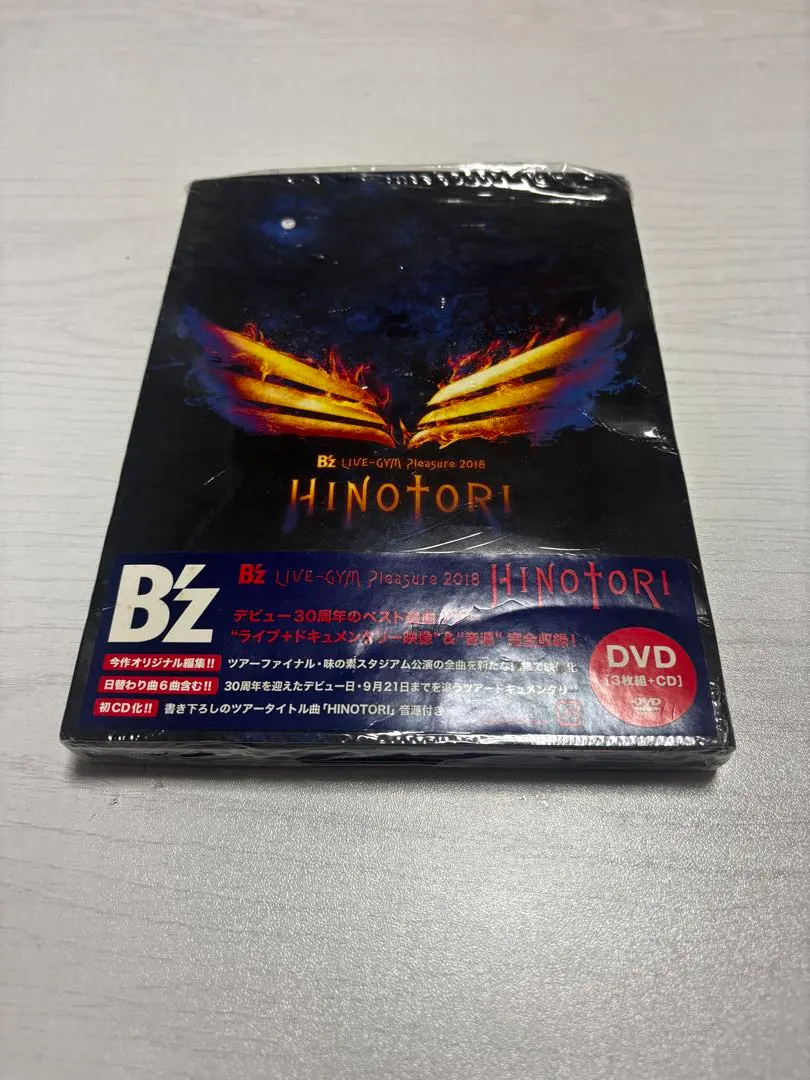 B'z LIVE-GYM Pleasure 2018
HINOTORI
B'z
B'z LIVE-GYM Pleasure 2018 HINOTORI
デビュー30周年のベスト
"ライブ+ドキュメンタリー映像"&"音源" 完全収録!
今作オリジナル編集!! ツアーファイナル・味の素スタジアム公演の全曲を新たな
日替わり曲6曲含む!! 30周年を迎えたデビュー日・9月21日までを追うツアードキュメンタリー
初CD化!! 書き下ろしのツアータイトル曲「HINOTORI」音源付き
DVD
[3枚組+CD]
DVD